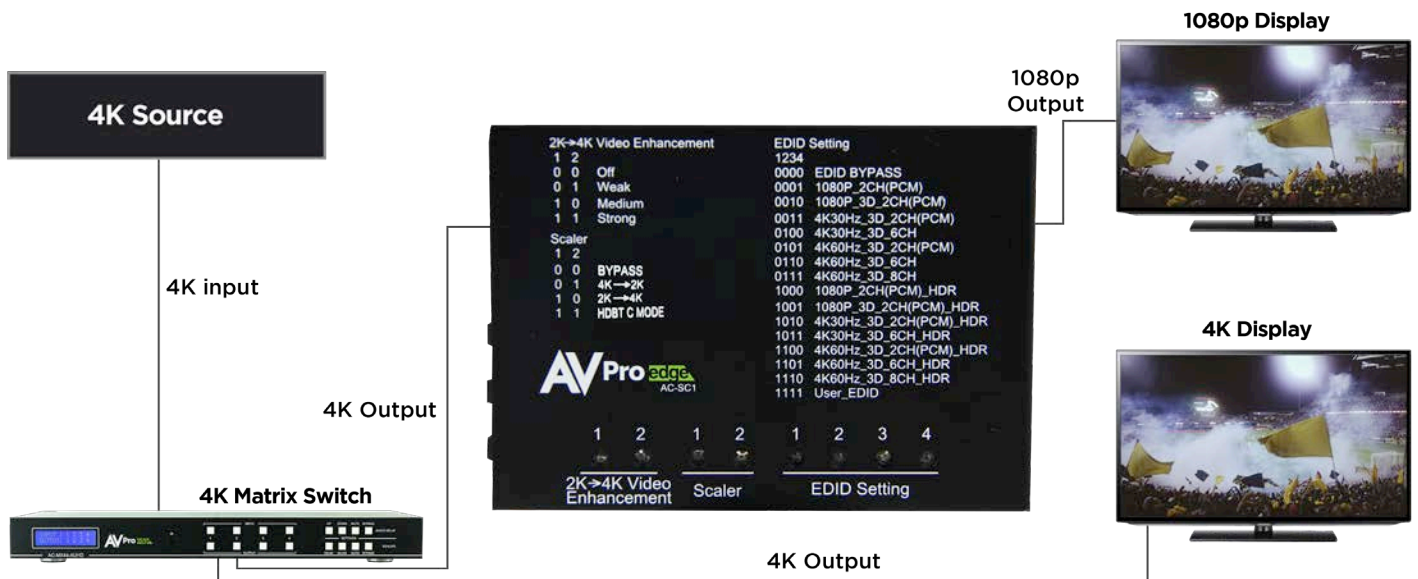 1080p Display
4K Source
1080p
Output
4K input
4K Output
2K→4K Video Enhancement
1 2
0 0 Off
0 1 Weak
1 0 Medium
1 1 Strong
Scaler
1 2
0 0 BYPASS
0 1 4K→2K
1 0 2K→4K
1 1 HDBT C MODE
EDID Setting
1234
0000 EDID BYPASS
0001 1080P_2CH(PCM)
0010 1080P_3D_2CH(PCM)
0011 4K30Hz_3D_2CH(PCM)
0100 4K30Hz_3D_6CH
0101 4K60Hz_3D_2CH(PCM)
0110 4K60Hz_3D_6CH
0111 4K60Hz_3D_8CH
1000 1080P_2CH(PCM)_HDR
1001 1080P_3D_2CH(PCM)_HDR
1010 4K30Hz_3D_2CH(PCM)_HDR
1011 4K30Hz_3D_6CH_HDR
1100 4K60Hz_3D_2CH(PCM)_HDR
1101 4K60Hz_3D_6CH_HDR
1110 4K60Hz_3D_8CH_HDR
1111 User_EDID
AVPro edge
AC-SC1
1 2 1 2 1 2 3 4
2K→4K Video
Enhancement
Scaler
EDID Setting
4K Display
4K Matrix Switch
AVPro
4K Output